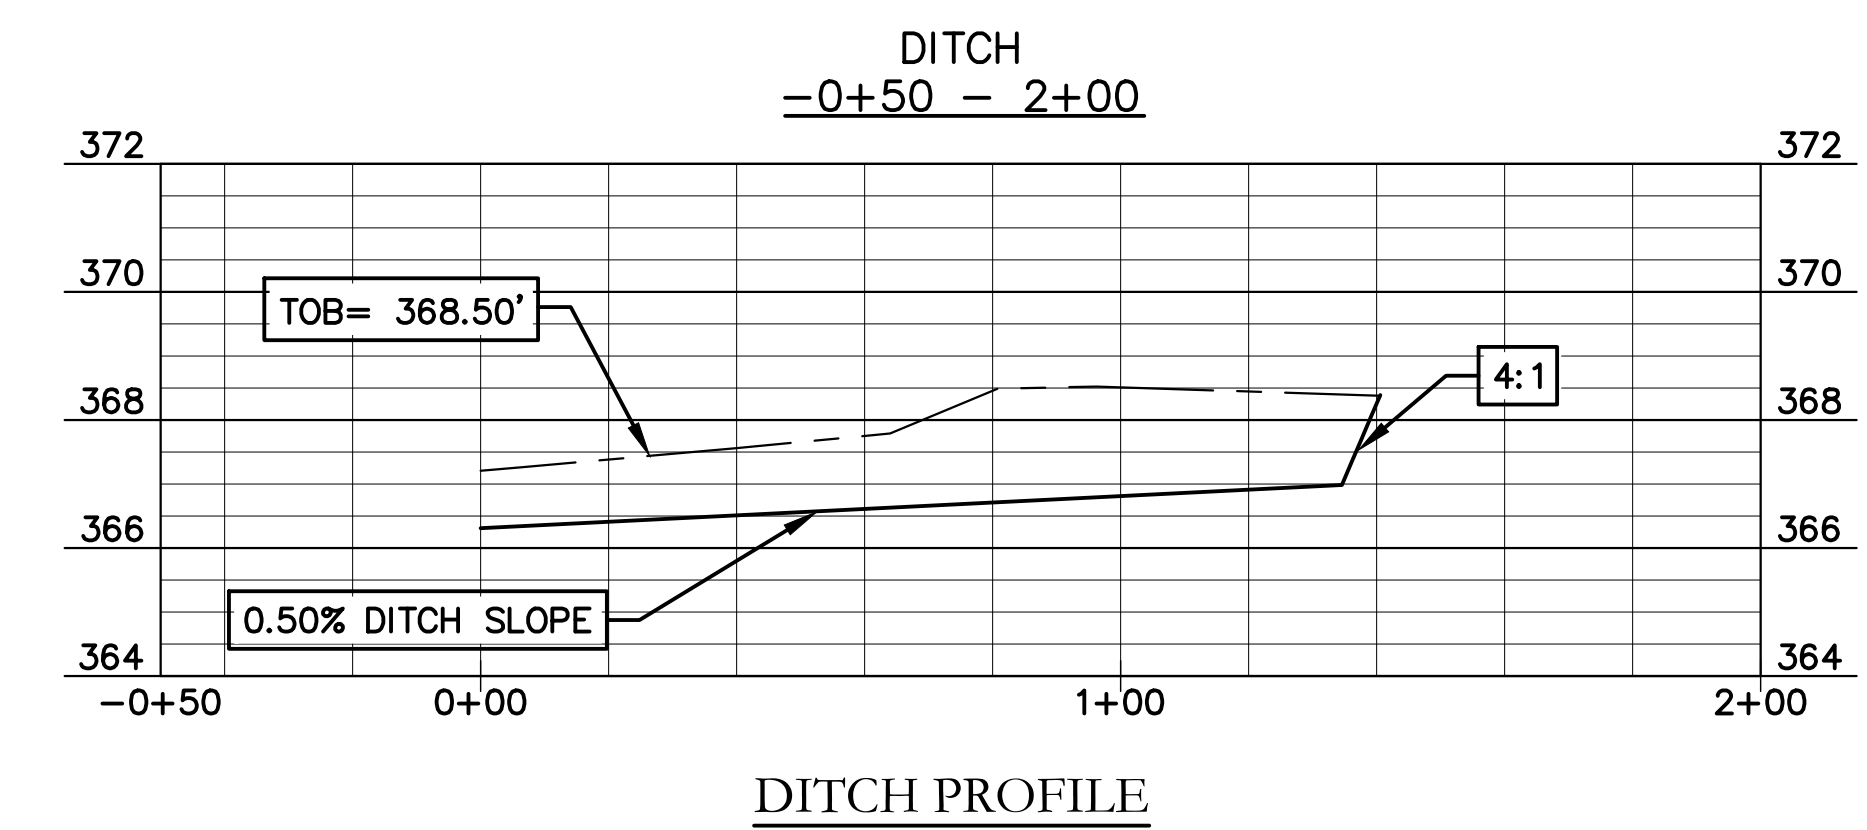 DITCH
-0+50 - 2+00
372 372
370 370
TOB= 368.50'
4:1
368 368
366 366
0.50% DITCH SLOPE
364 364
-0+50 0+00 1+00 2+00
DITCH PROFILE